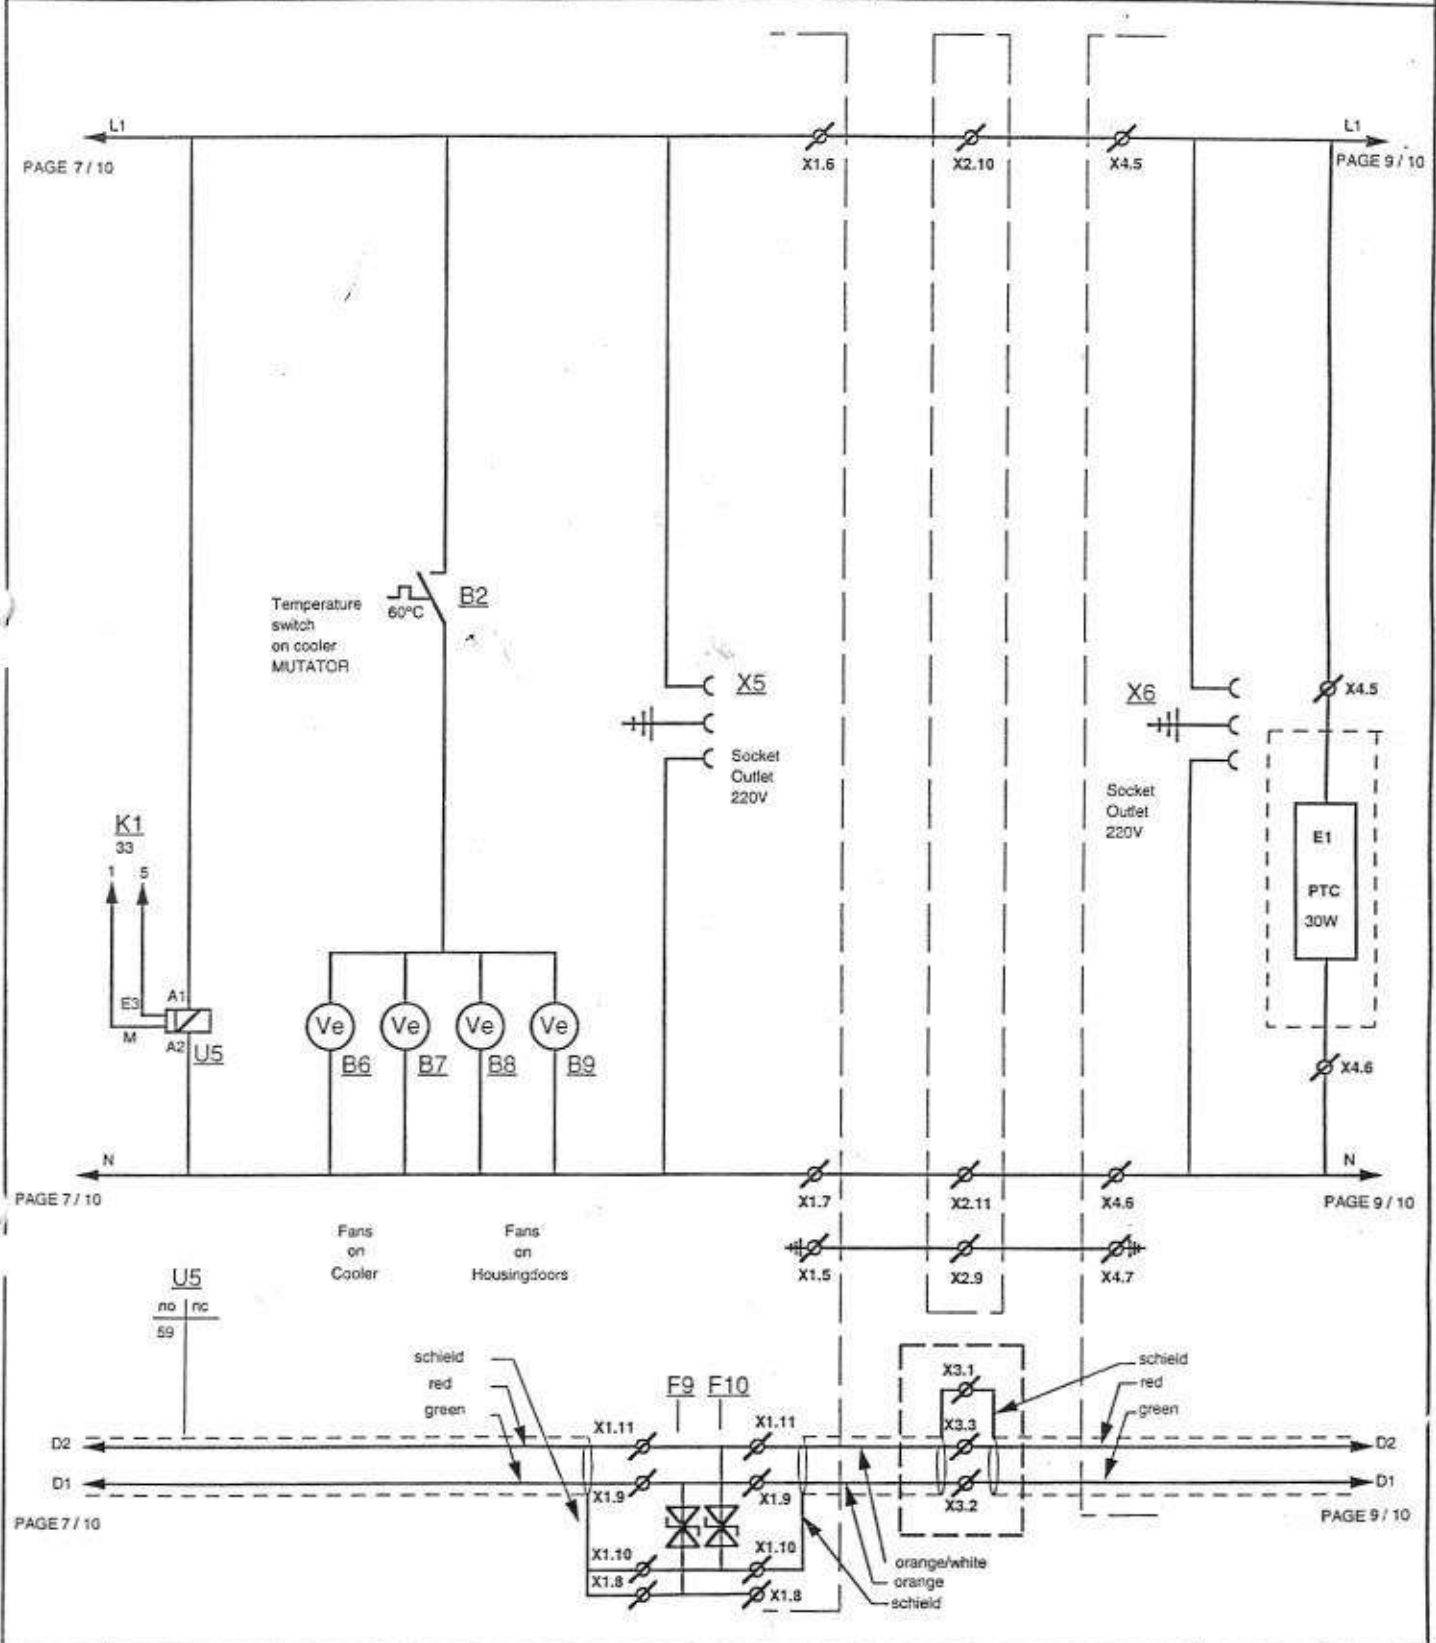 L1
L1
PAGE 7 / 10
X1.6
X2.10
X4.5
PAGE 9 / 10
Temperature
switch
on cooler
MUTATOR
60°C
B2
X5
Socket
Outlet
220V
X6
Socket
Outlet
220V
X4.5
E1
PTC
30W
X4.6
K1
33
1 5
E3
M
A1
A2
U5
Ve
Ve
Ve
Ve
B6
B7
B8
B9
N
N
PAGE 7 / 10
X1.7
X2.11
X4.6
PAGE 9 / 10
X1.5
X2.9
X4.7
Fans
on
Cooler
Fans
on
Housingdoors
U5
no nc
59
schield
red
green
F9 F10
X3.1
schield
red
green
X1.11
X1.11
X3.3
D2
D2
D1
D1
X1.9
X1.9
X3.2
PAGE 7 / 10
PAGE 9 / 10
X1.10
X1.10
X1.8
X1.8
orange/white
orange
schield